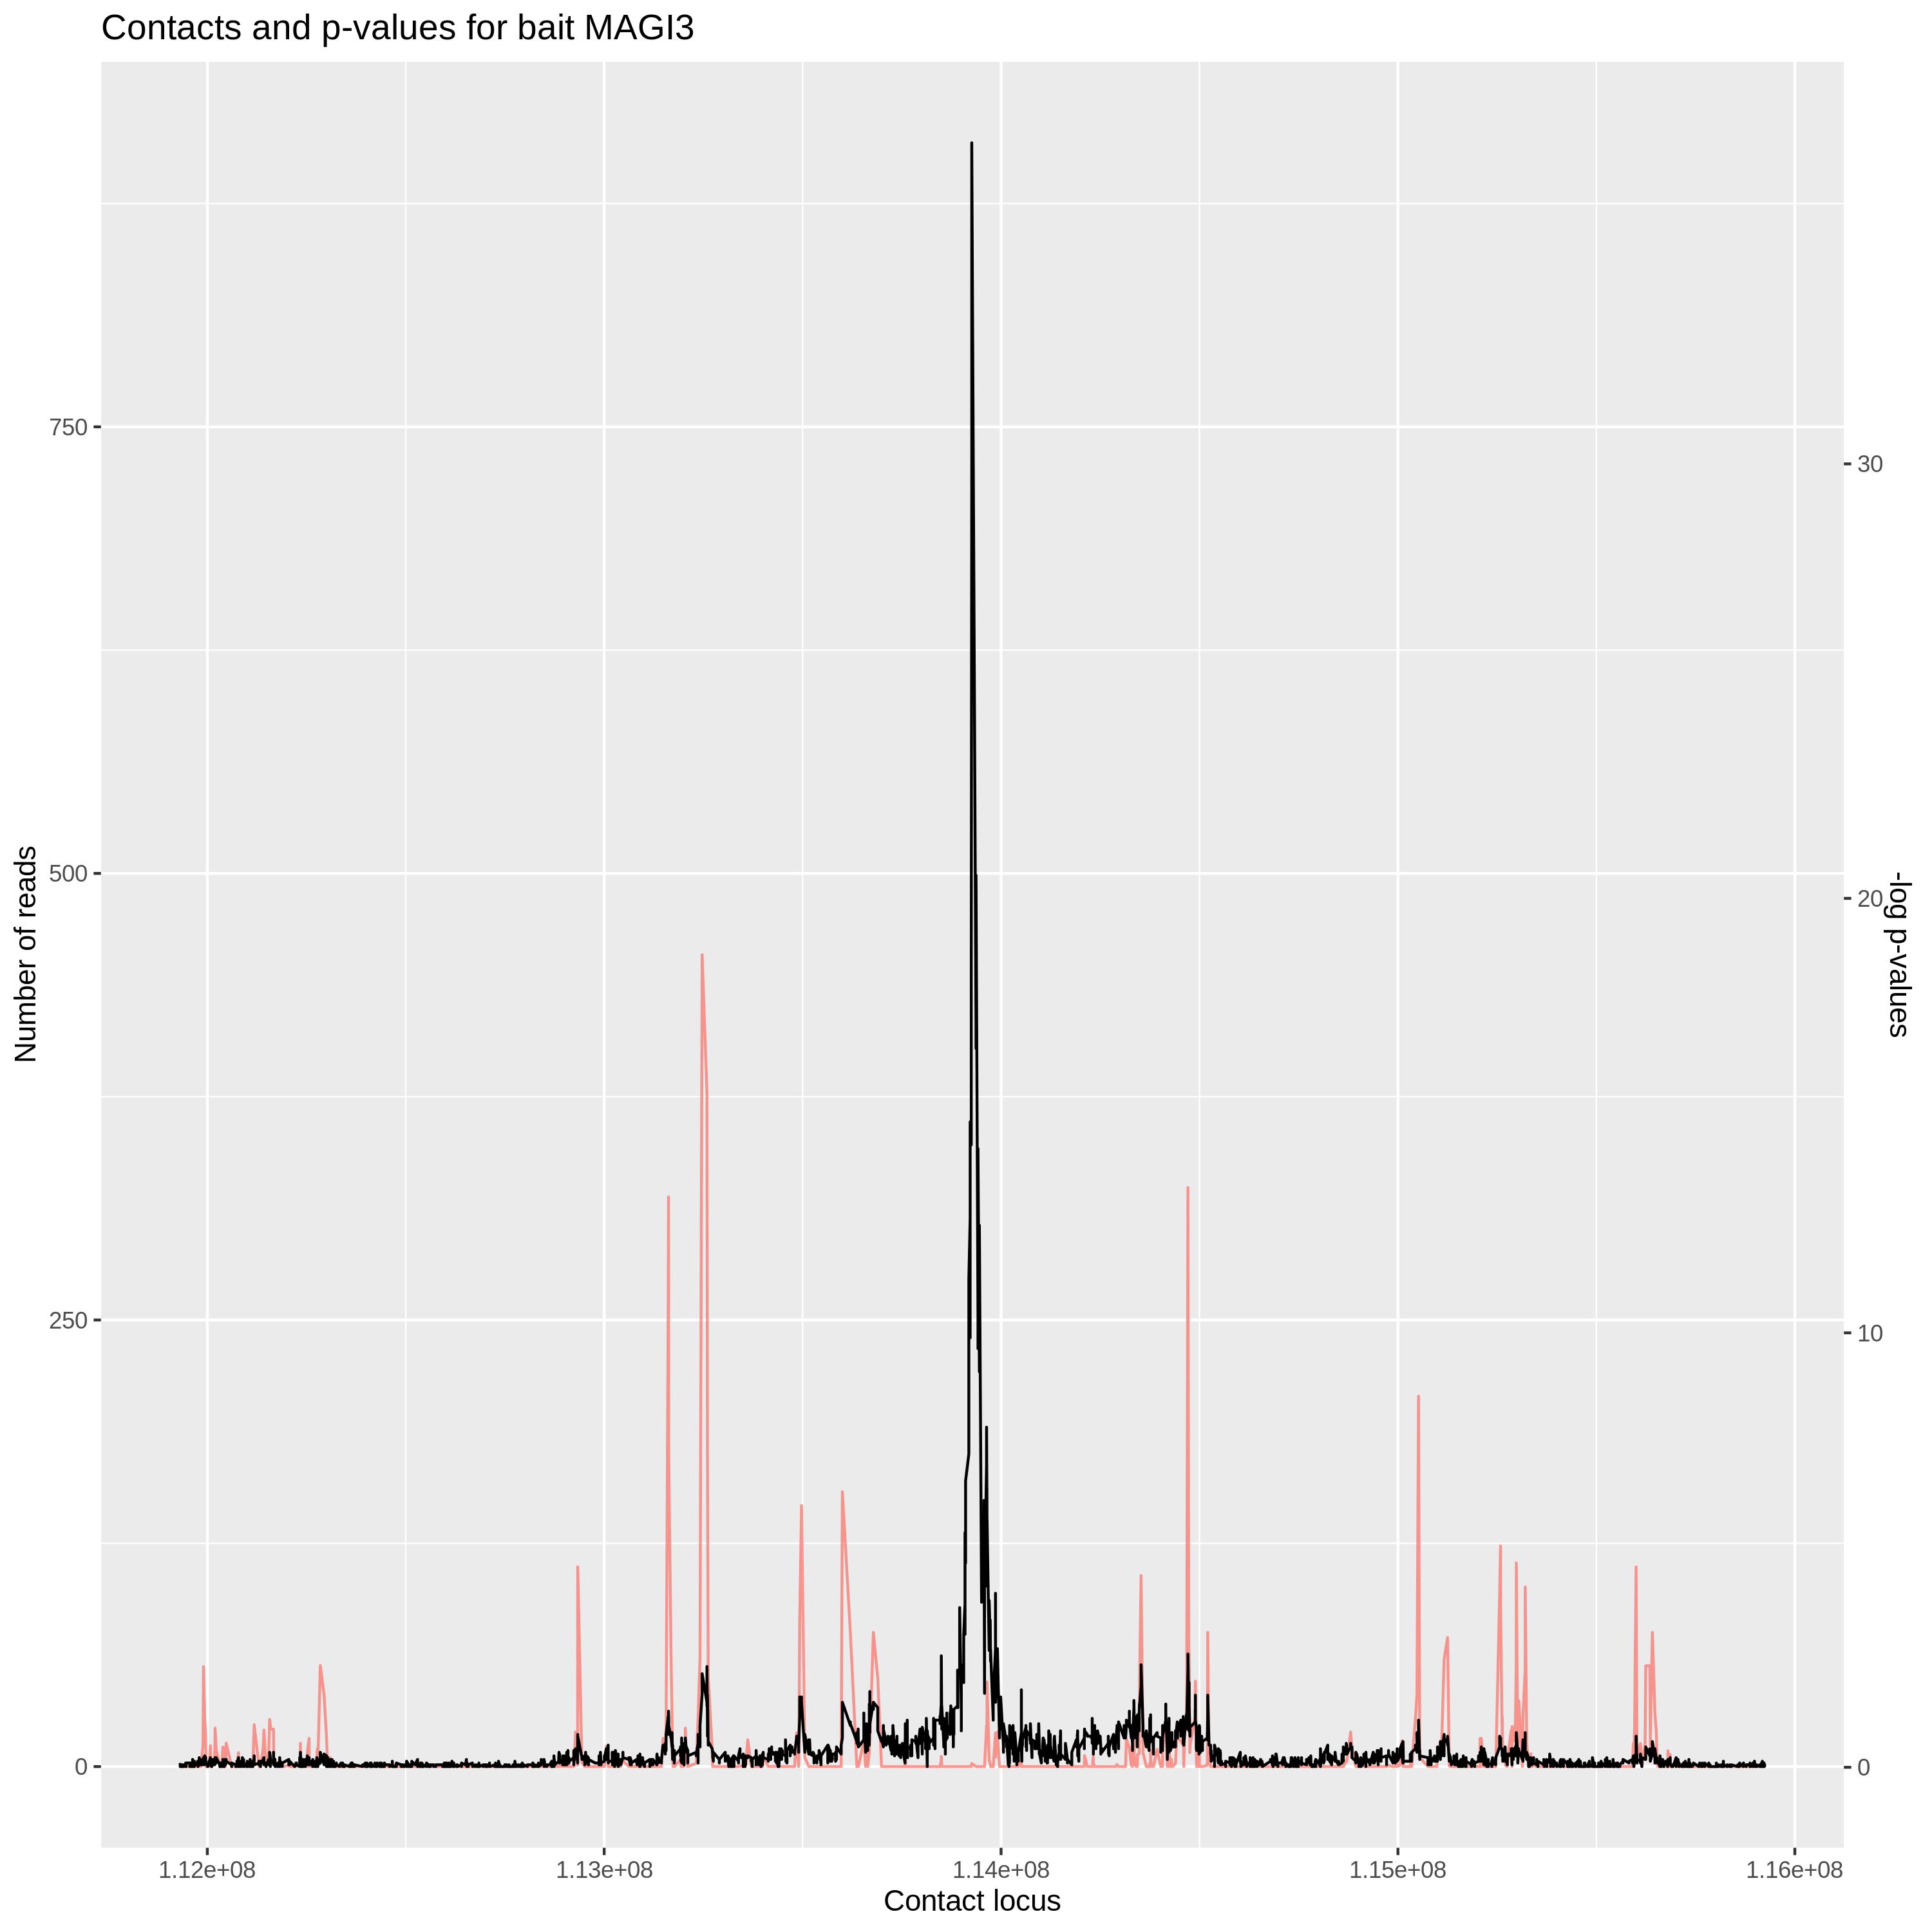 Contacts and p-values for bait MAGI3
Number of reads
750
500
250
0
30
20
10
0
-log p-values
1.12e+08
1.13e+08
1.14e+08
1.15e+08
1.16e+08
Contact locus